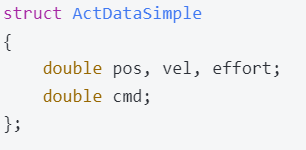 struct ActDataSimple
{
    double pos, vel, effort;
    double cmd;
};